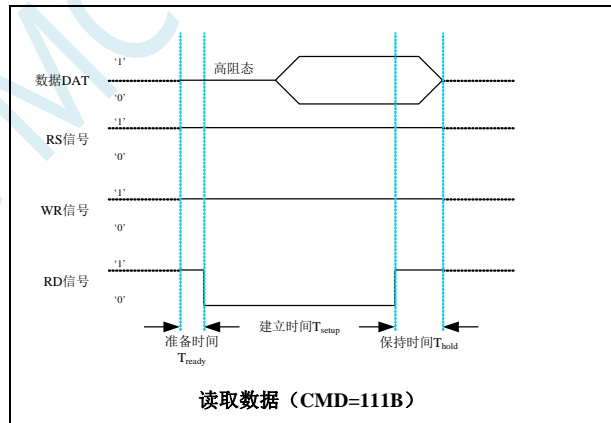 MC
‘1’
高阻态
数据DAT
‘0’
‘1’
RS信号
‘0’
‘1’
WR信号
‘0’
‘1’
RD信号
‘0’
建立时间Tsetup
准备时间
Tready
保持时间Thold
读取数据（CMD=111B）